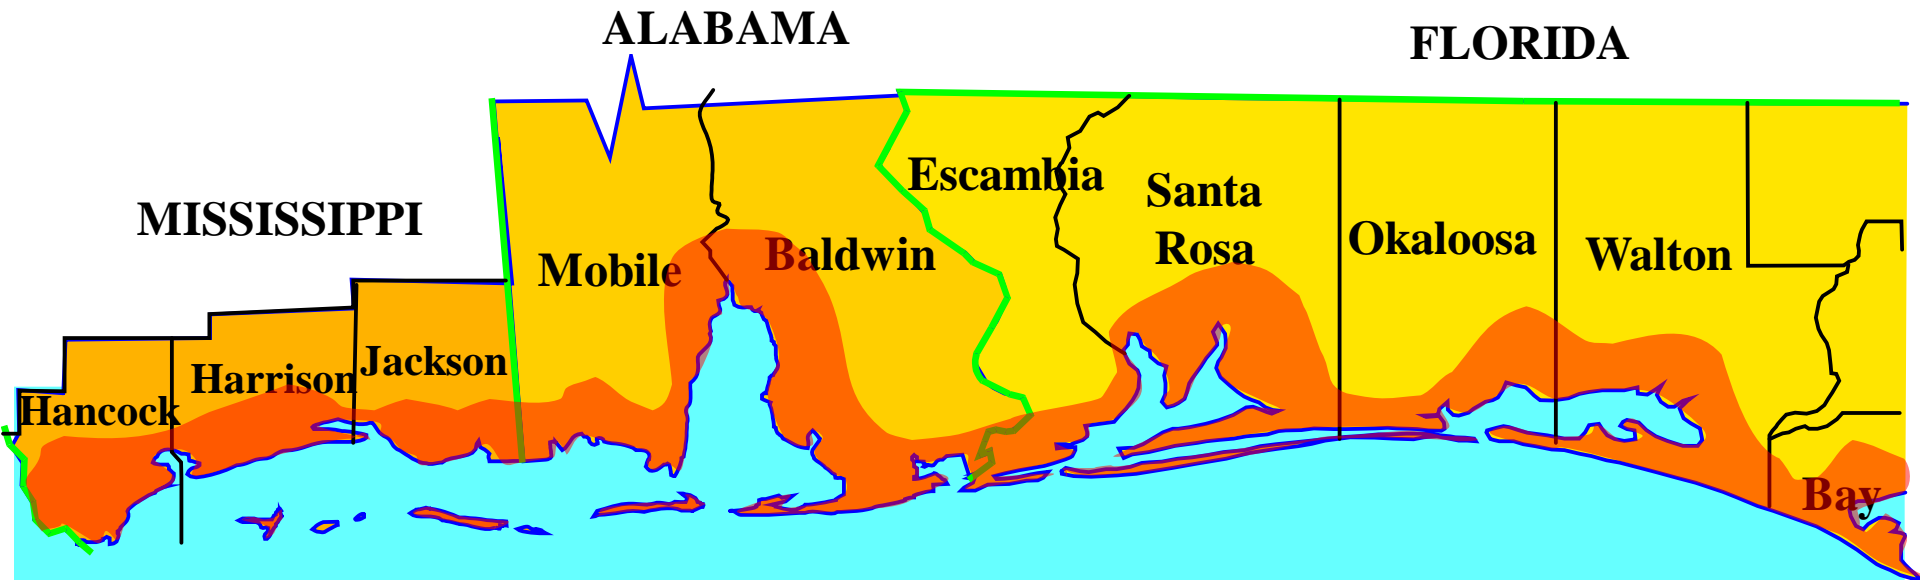 ALABAMA
FLORIDA
MISSISSIPPI
Escambia
Santa
Rosa
Okaloosa
Walton
Baldwin
Mobile
Jackson
Harrison
Hancock
Bay